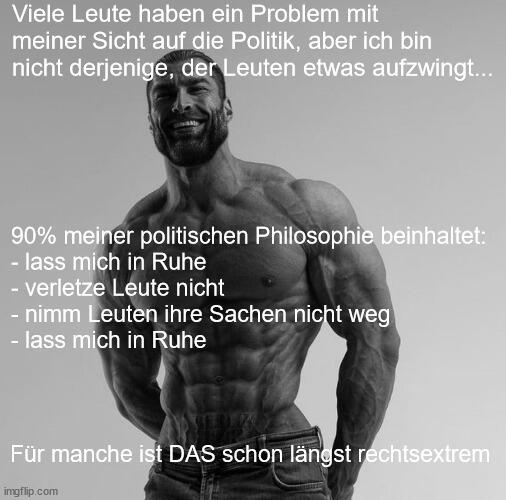 Viele Leute haben ein Problem mit
meiner Sicht auf die Politik, aber ich bin
nicht derjenige, der Leuten etwas aufzwingt...
90% meiner politischen Philosophie beinhaltet:
- lass mich in Ruhe
- verletze Leute nicht
- nimm Leuten ihre Sachen nicht weg
- lass mich in Ruhe
Für manche ist DAS schon längst rechtsextrem
imgflip.com